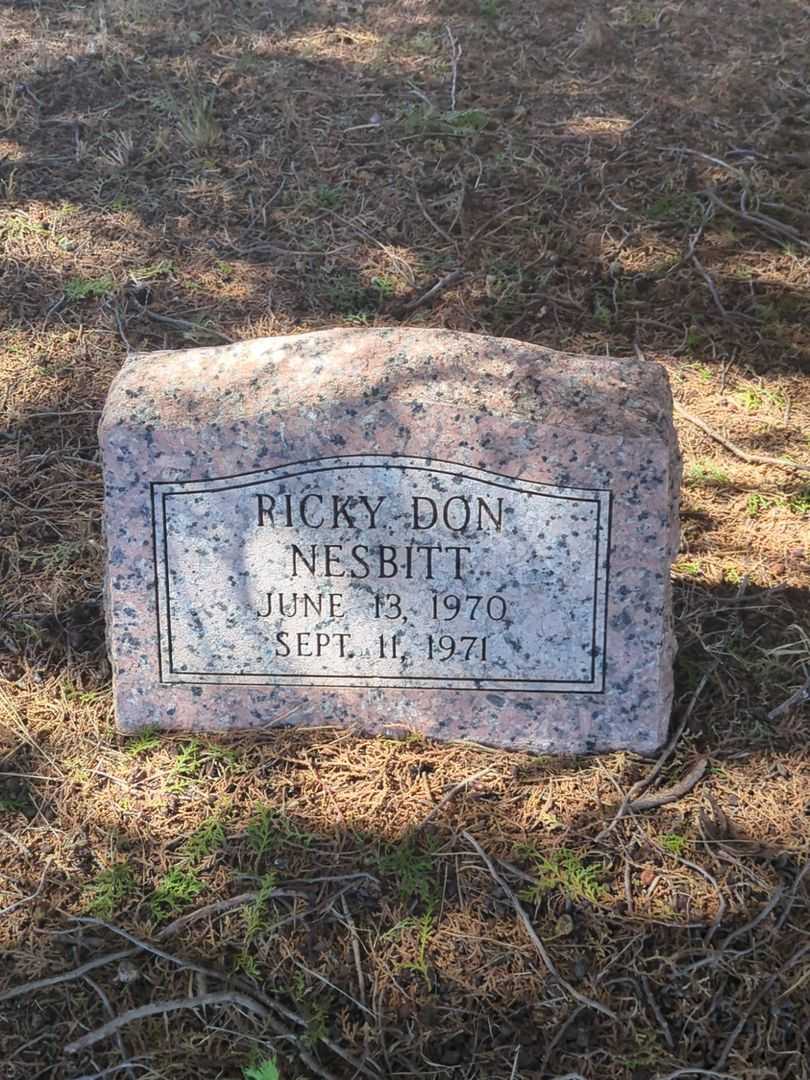 RICKY DON
NESBITT
JUNE 13, 1970
SEPT. 11, 1971